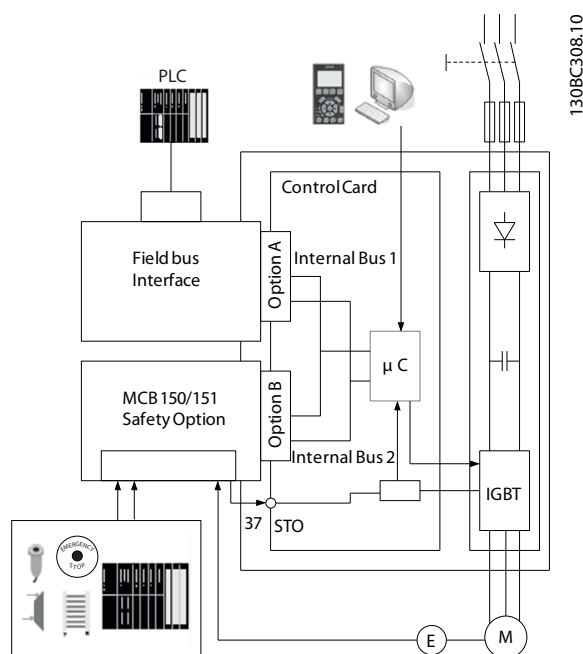 130BC308.10
PLC
Control Card
Field bus
Interface
Option A
Internal Bus 1
µ C
MCB 150/151
Safety Option
Option B
Internal Bus 2
IGBT
37
STO
EMERGENCY
STOP
E
M